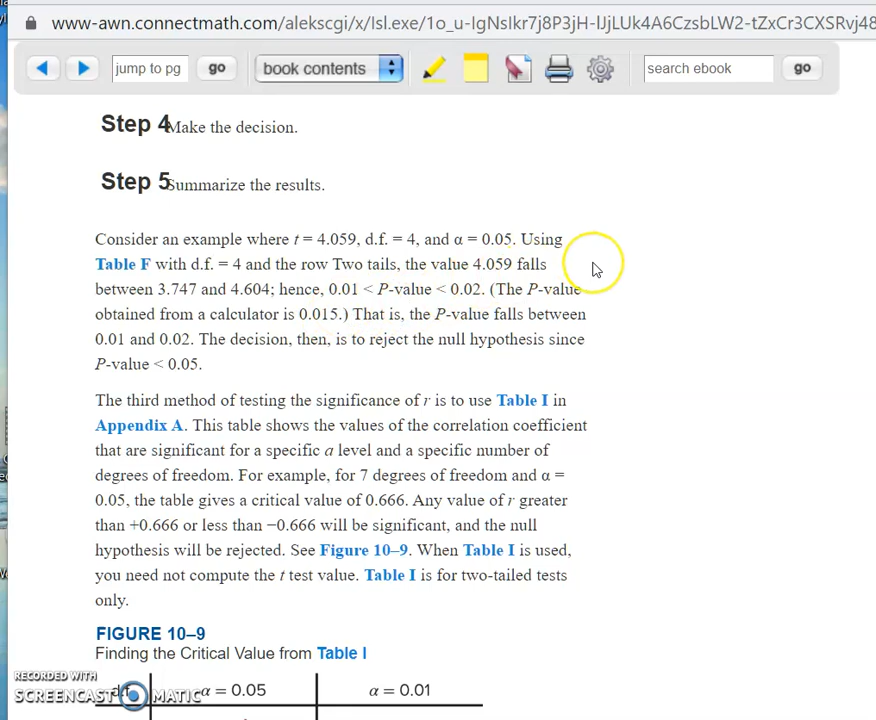 www-awn.connectmath.com/alekscgi/x/Isl.exe/1o_u-IgNsIkr7j8P3jH-lJjLUk4A6CzsbLW2-tZxCr3CXSRvj48
jump to pg go book contents search ebook go
Step 4 Make the decision.
Step 5 Summarize the results.
Consider an example where t = 4.059, d.f. = 4, and α = 0.05. Using
Table F with d.f. = 4 and the row Two tails, the value 4.059 falls
between 3.747 and 4.604; hence, 0.01 < P-value < 0.02. (The P-value
obtained from a calculator is 0.015.) That is, the P-value falls between
0.01 and 0.02. The decision, then, is to reject the null hypothesis since
P-value < 0.05.
The third method of testing the significance of r is to use Table I in
Appendix A. This table shows the values of the correlation coefficient
that are significant for a specific a level and a specific number of
degrees of freedom. For example, for 7 degrees of freedom and α =
0.05, the table gives a critical value of 0.666. Any value of r greater
than +0.666 or less than −0.666 will be significant, and the null
hypothesis will be rejected. See Figure 10–9. When Table I is used,
you need not compute the t test value. Table I is for two-tailed tests
only.
FIGURE 10–9
Finding the Critical Value from Table I
RECORDED WITH
SCREENCAST MATIC
d.f. α = 0.05 α = 0.01